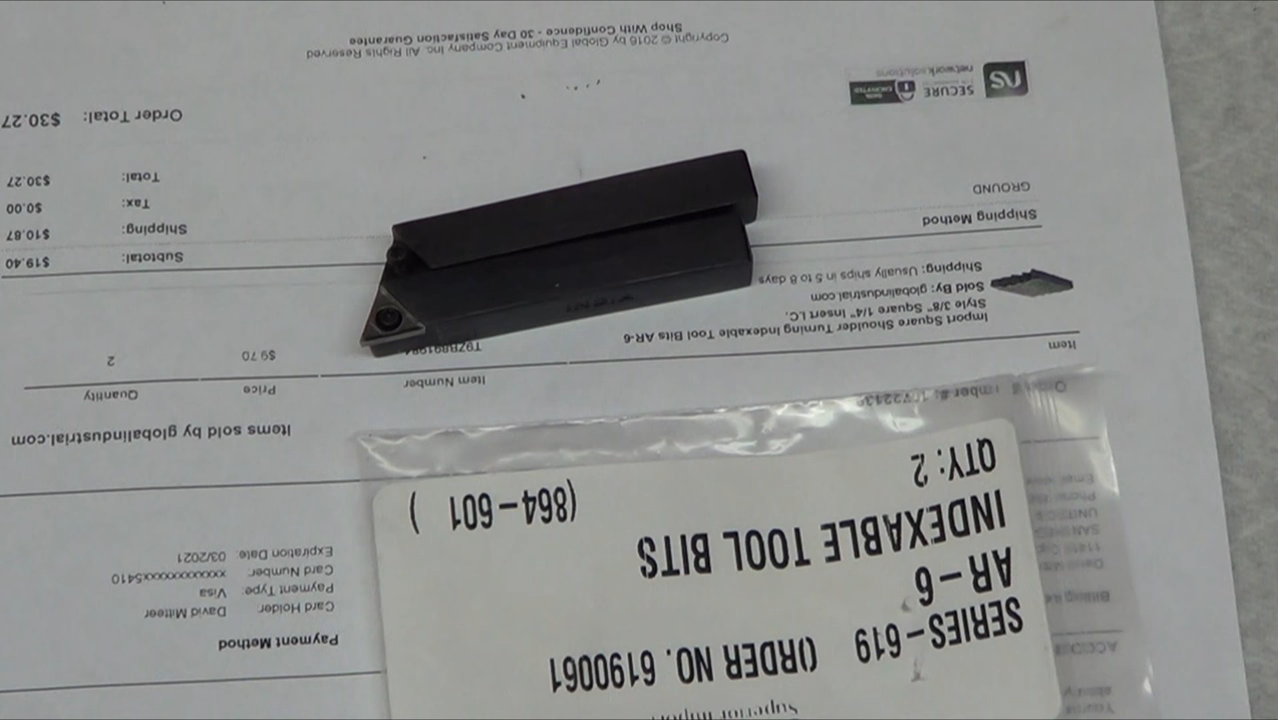 Superior Import
SERIES-619 ORDER NO. 6190061
AR-6
INDEXABLE TOOL BITS
QTY: 2 (864-601 )
Payment Method
Card Holder: David Mitteer
Payment Type: Visa
Card Number: xxxxxxxxxxxx5410
Expiration Date: 03/2021
Items sold by globalindustrial.com
Item Item Number Price Quantity
Import Square Shoulder Turning Indexable Tool Bits AR-6 $9.70 2
Style 3/8" Square 1/4" Insert I.C.
Sold By: globalindustrial.com
Shipping: Usually ships in 5 to 8 days
Shipping Method
GROUND
Subtotal: $19.40
Shipping: $10.87
Tax: $0.00
Total: $30.27
Order Total: $30.27
ns
SECURE
networksolutions
Copyright © 2016 by Global Equipment Company Inc. All Rights Reserved
Shop With Confidence - 30 Day Satisfaction Guarantee